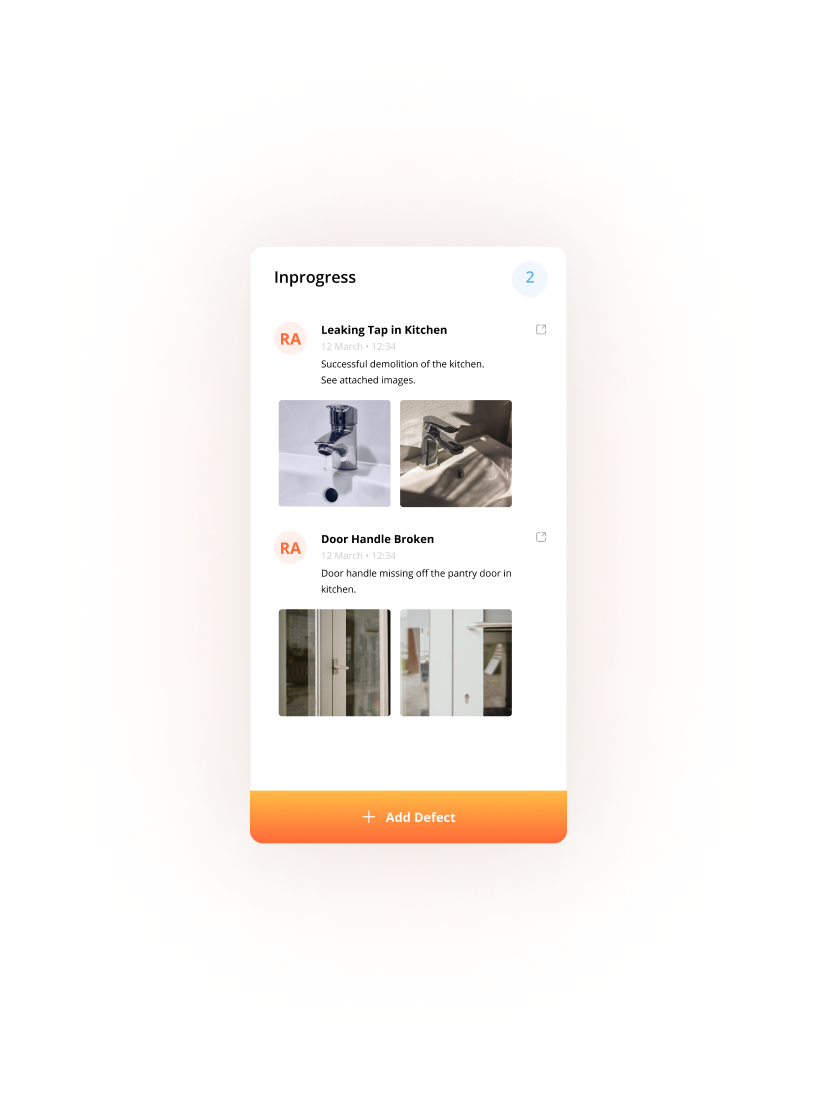 Inprogress
2
RA
Leaking Tap in Kitchen
12 March • 12:34
Successful demolition of the kitchen.
See attached images.
RA
Door Handle Broken
12 March • 12:34
Door handle missing off the pantry door in
kitchen.
Add Defect